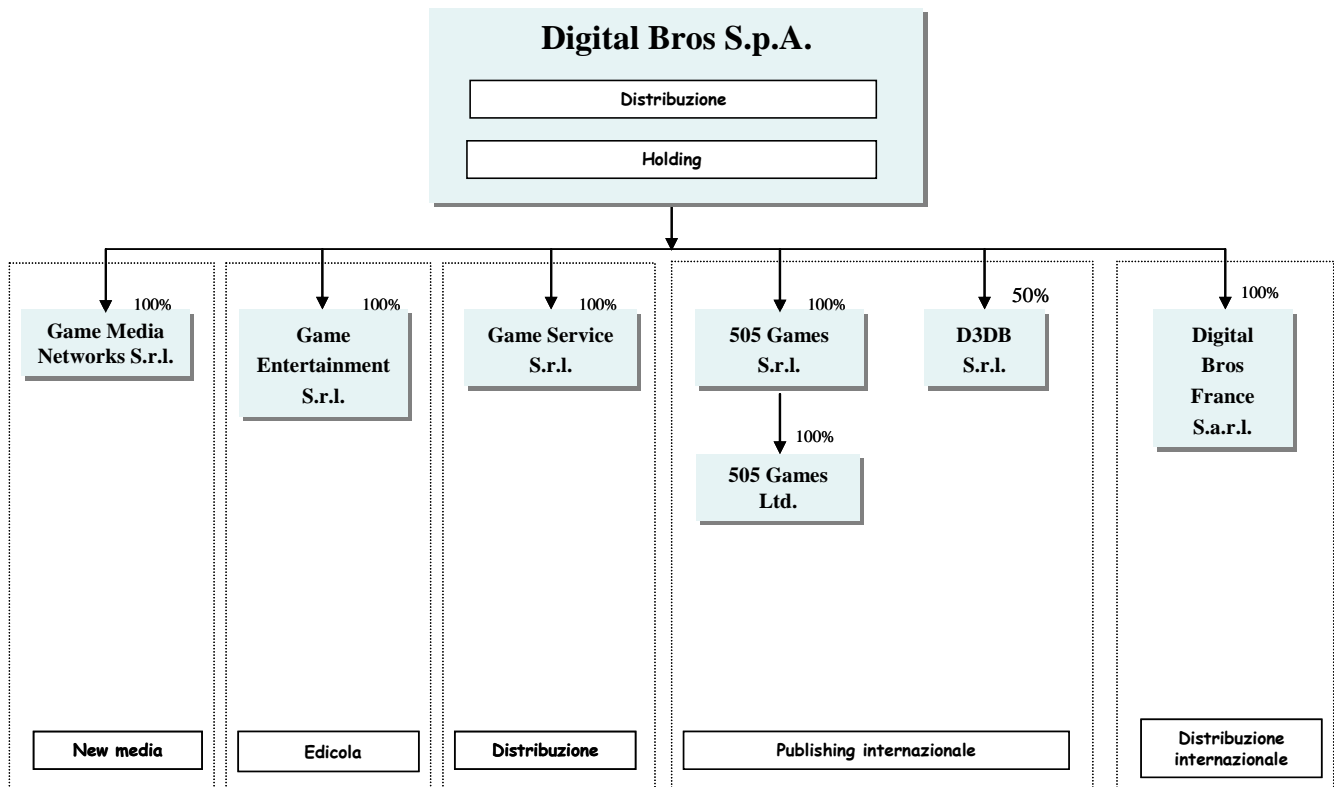 Digital Bros S.p.A.
Distribuzione
Holding
100%
Game Media
Networks S.r.l.
100%
Game
Entertainment
S.r.l.
100%
Game Service
S.r.l.
100%
505 Games
S.r.l.
100%
505 Games
Ltd.
50%
D3DB
S.r.l.
100%
Digital
Bros
France
S.a.r.l.
New media
Edicola
Distribuzione
Publishing internazionale
Distribuzione
internazionale